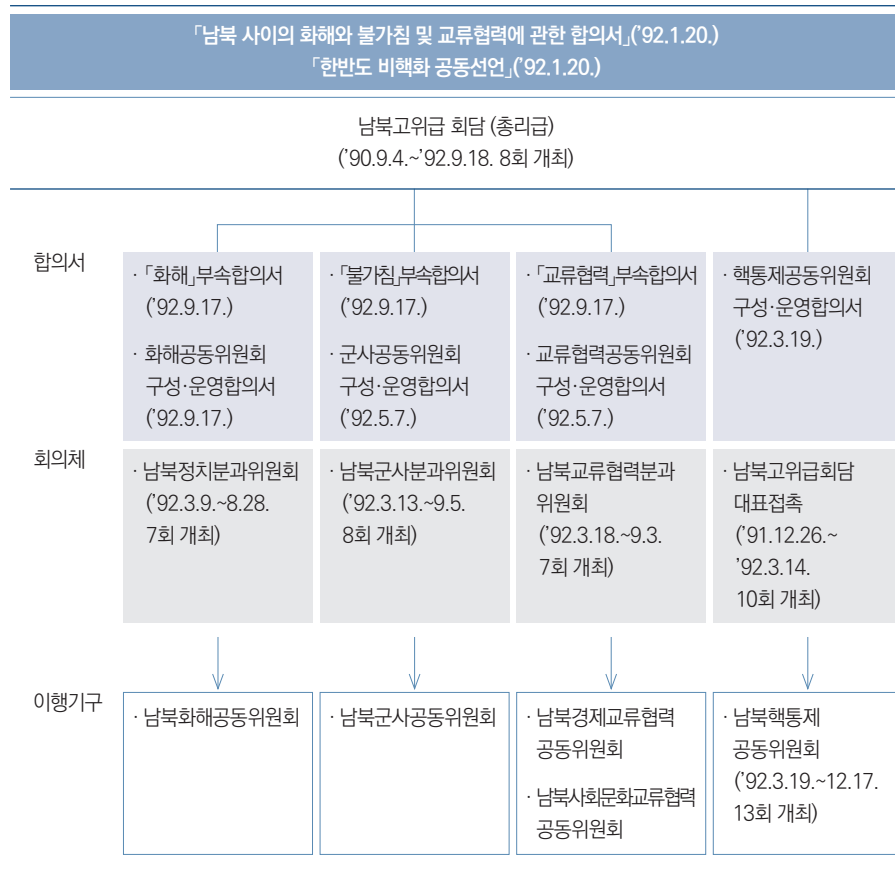 「남북 사이의 화해와 불가침 및 교류협력에 관한 합의서」('92.1.20.)
「한반도 비핵화 공동선언」('92.1.20.)
남북고위급 회담 (총리급)
('90.9.4.~'92.9.18. 8회 개최)
합의서
· 「화해」부속합의서
('92.9.17.)
· 화해공동위원회
구성·운영합의서
('92.9.17.)
· 「불가침」부속합의서
('92.9.17.)
· 군사공동위원회
구성·운영합의서
('92.5.7.)
· 「교류협력」부속합의서
('92.9.17.)
· 교류협력공동위원회
구성·운영합의서
('92.5.7.)
· 핵통제공동위원회
구성·운영합의서
('92.3.19.)
회의체
· 남북정치분과위원회
('92.3.9.~8.28.
7회 개최)
· 남북군사분과위원회
('92.3.13.~9.5.
8회 개최)
· 남북교류협력분과
위원회
('92.3.18.~9.3.
7회 개최)
· 남북고위급회담
대표접촉
('91.12.26.~
'92.3.14.
10회 개최)
이행기구
· 남북화해공동위원회
· 남북군사공동위원회
· 남북경제교류협력
공동위원회
· 남북사회문화교류협력
공동위원회
· 남북핵통제
공동위원회
('92.3.19.~12.17.
13회 개최)